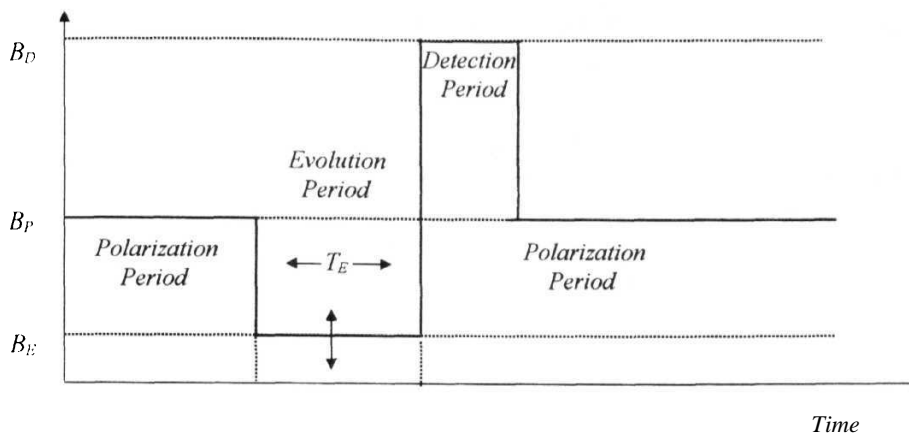 B_D
Detection
Period
Evolution
Period
B_P
Polarization
Period
T_E
Polarization
Period
B_E
Time